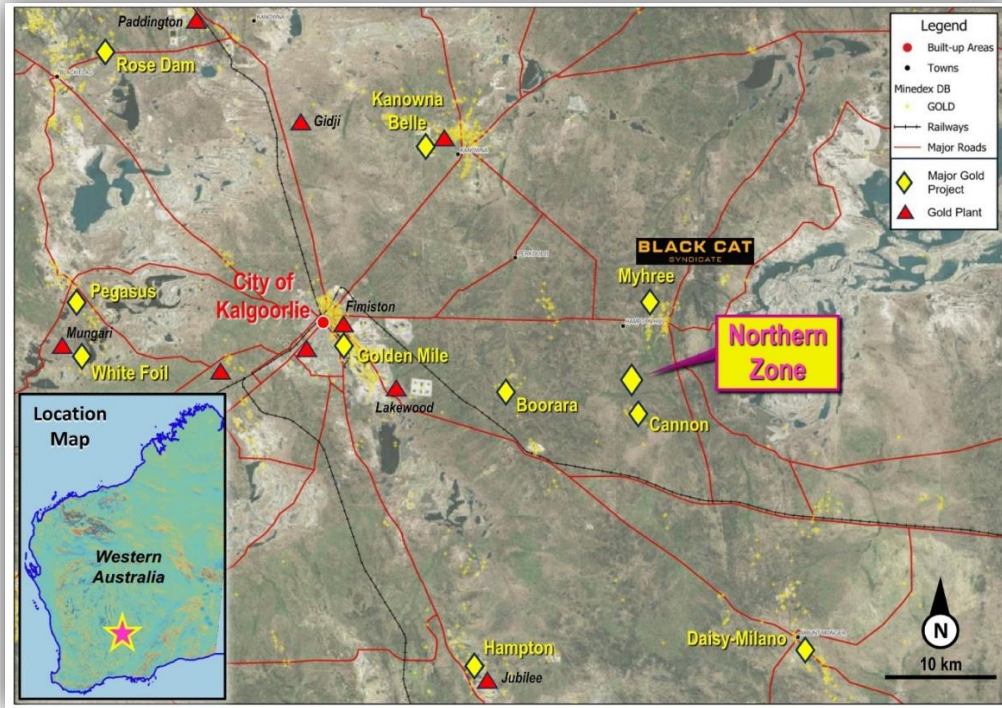 Paddington
KANOWNA
Rose Dam
Gidji
Kanowna
Belle
KANOWNA
Legend
Built-up Areas
Towns
Minedex DB
GOLD
Railways
Major Roads
Major Gold
Project
Gold Plant
BLACK CAT
SYNDICATE
Myhree
City of
Kalgoorlie
Fimiston
Pegasus
Mungari
White Foil
Golden Mile
Lakewood
Boorara
Northern
Zone
Cannon
Location
Map
Western
Australia
Hampton
Jubilee
Daisy-Milano
N
10 km